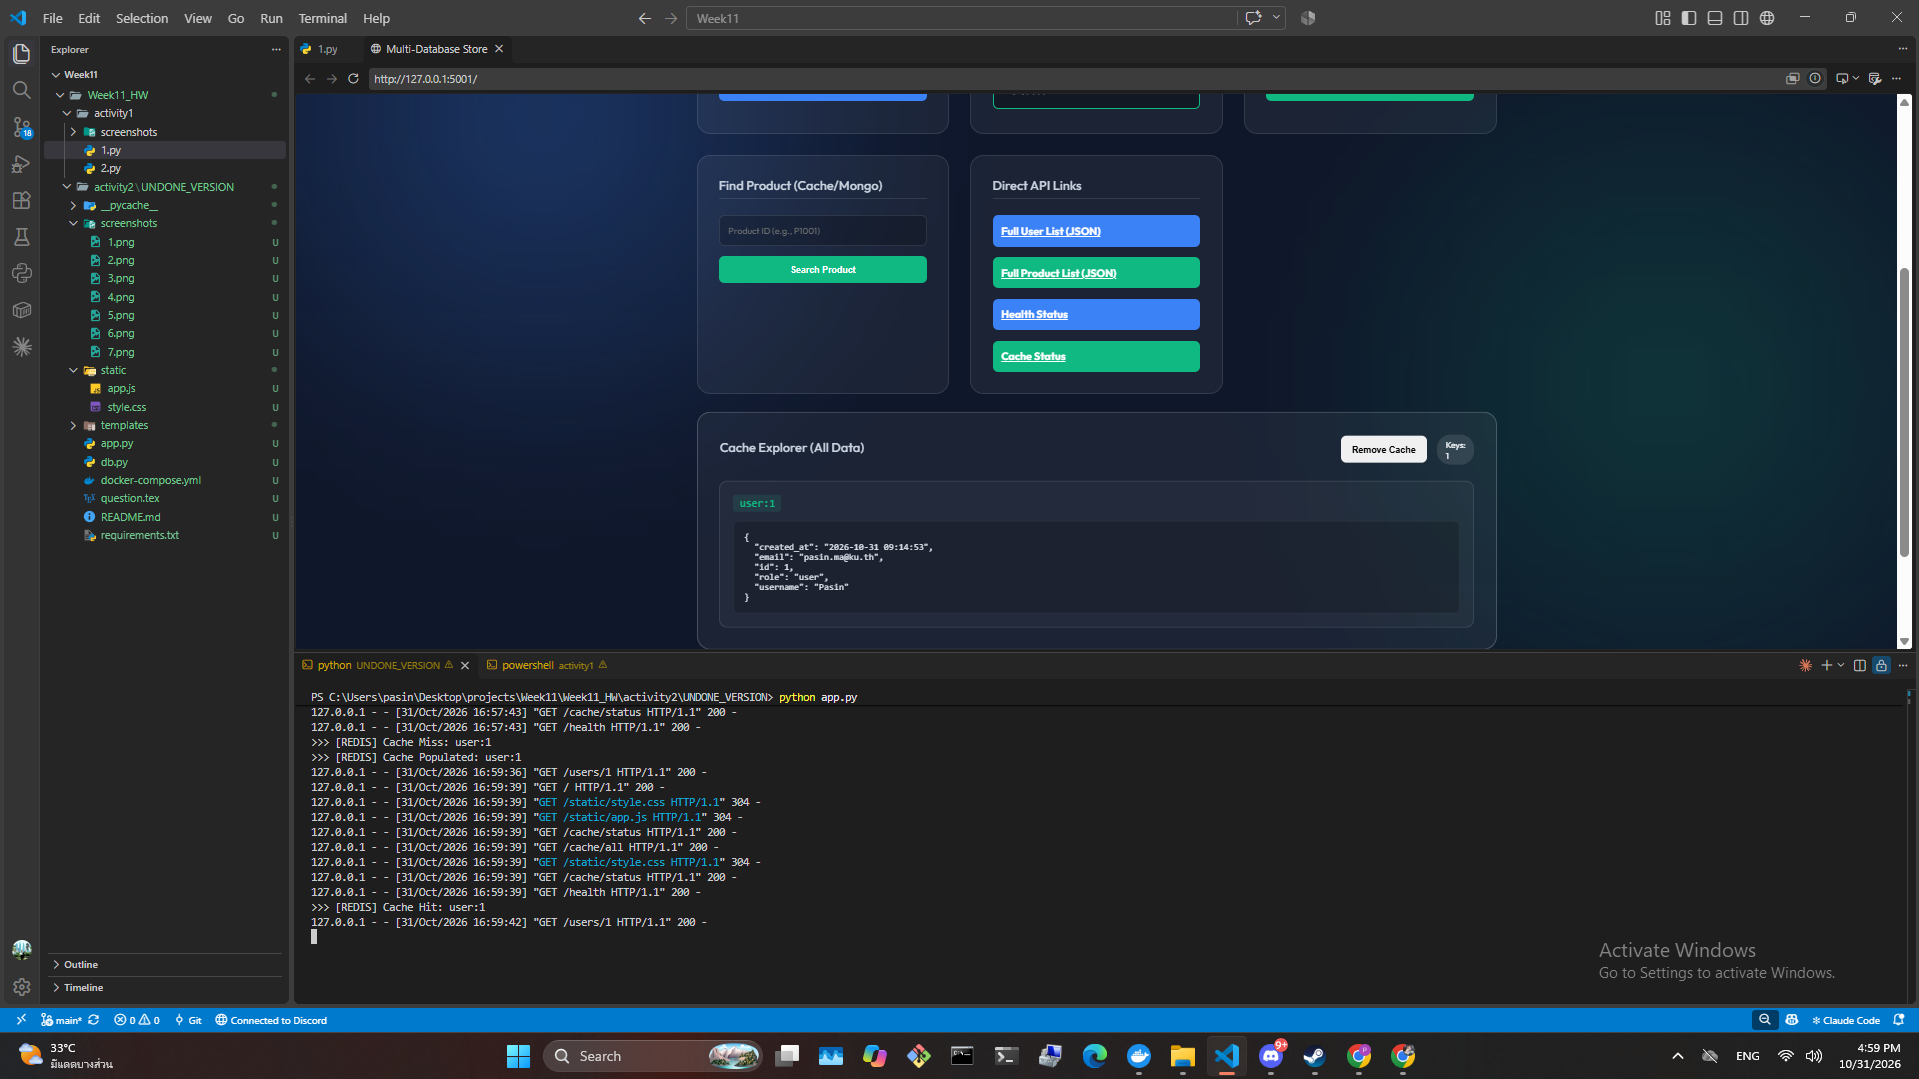 File Edit Selection View Go Run Terminal Help
Week11
Explorer
1.py
Multi-Database Store
http://127.0.0.1:5001/
Week11
Week11_HW
activity1
screenshots
1.py
2.py
activity2 \ UNDONE_VERSION
__pycache__
screenshots
1.png U
2.png U
3.png U
4.png U
5.png U
6.png U
7.png U
static
app.js U
style.css U
templates
app.py U
db.py U
docker-compose.yml U
question.tex U
README.md U
requirements.txt U
Outline
Timeline
18
Find Product (Cache/Mongo)
Product ID (e.g., P1001)
Search Product
Direct API Links
Full User List (JSON)
Full Product List (JSON)
Health Status
Cache Status
Cache Explorer (All Data)
Remove Cache
Keys:
1
user:1
{
"created_at": "2026-10-31 09:14:53",
"email": "pasin.ma@ku.th",
"id": 1,
"role": "user",
"username": "Pasin"
}
python UNDONE_VERSION
powershell activity1
PS C:\Users\pasin\Desktop\projects\Week11\Week11_HW\activity2\UNDONE_VERSION> python app.py
127.0.0.1 - - [31/Oct/2026 16:57:43] "GET /cache/status HTTP/1.1" 200 -
127.0.0.1 - - [31/Oct/2026 16:57:43] "GET /health HTTP/1.1" 200 -
>>> [REDIS] Cache Miss: user:1
>>> [REDIS] Cache Populated: user:1
127.0.0.1 - - [31/Oct/2026 16:59:36] "GET /users/1 HTTP/1.1" 200 -
127.0.0.1 - - [31/Oct/2026 16:59:39] "GET / HTTP/1.1" 200 -
127.0.0.1 - - [31/Oct/2026 16:59:39] "GET /static/style.css HTTP/1.1" 304 -
127.0.0.1 - - [31/Oct/2026 16:59:39] "GET /static/app.js HTTP/1.1" 304 -
127.0.0.1 - - [31/Oct/2026 16:59:39] "GET /cache/status HTTP/1.1" 200 -
127.0.0.1 - - [31/Oct/2026 16:59:39] "GET /cache/all HTTP/1.1" 200 -
127.0.0.1 - - [31/Oct/2026 16:59:39] "GET /static/style.css HTTP/1.1" 304 -
127.0.0.1 - - [31/Oct/2026 16:59:39] "GET /cache/status HTTP/1.1" 200 -
127.0.0.1 - - [31/Oct/2026 16:59:39] "GET /health HTTP/1.1" 200 -
>>> [REDIS] Cache Hit: user:1
127.0.0.1 - - [31/Oct/2026 16:59:42] "GET /users/1 HTTP/1.1" 200 -
Activate Windows
Go to Settings to activate Windows.
main* 0 0 Git Connected to Discord
Claude Code
33°C
มีแดดบางส่วน
Search
9+
ENG
4:59 PM
10/31/2026